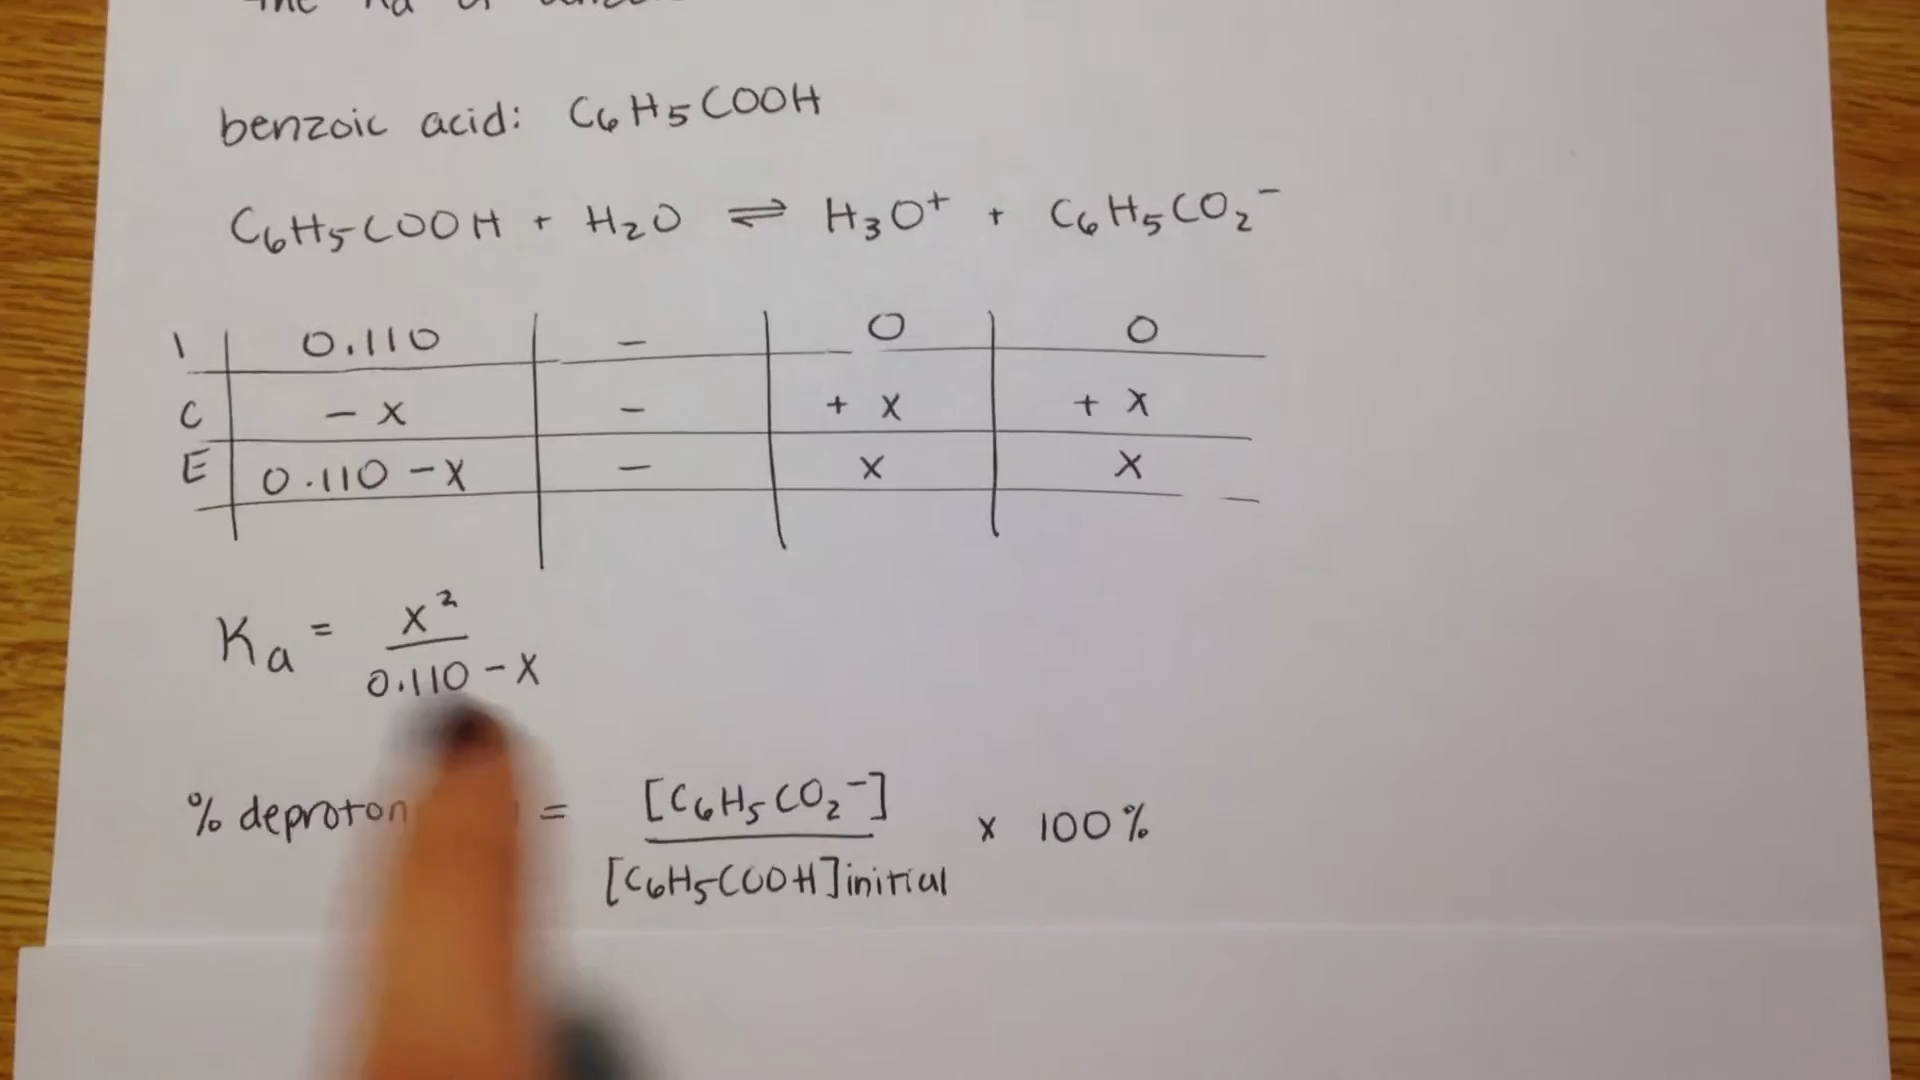 benzoic acid: C6H5COOH
C6H5COOH + H2O ⇌ H3O+ + C6H5CO2-
I 0.110 - 0 0
C - x - + x + x
E 0.110 - x - x x
Ka = x²/(0.110 - x)
% = [C6H5CO2-]/[C6H5COOH]initial x 100%